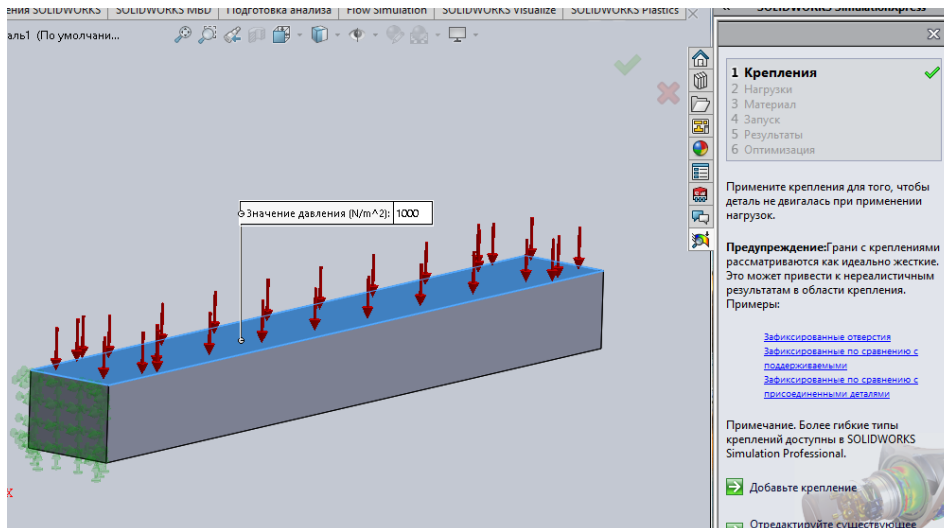 ения SOLIDWORKS
SOLIDWORKS MBD
Подготовка анализа
Flow Simulation
SOLIDWORKS Visualize
SOLIDWORKS Plastics
SOLIDWORKS SimulationXpress
аль1 (По умолчани...
Значение давления (N/m^2): 1000
X
1 Крепления
2 Нагрузки
3 Материал
4 Запуск
5 Результаты
6 Оптимизация
Примените крепления для того, чтобы
деталь не двигалась при применении
нагрузок.
Предупреждение:Грани с креплениями
рассматриваются как идеально жесткие.
Это может привести к нереалистичным
результатам в области крепления.
Примеры:
Зафиксированные отверстия
Зафиксированные по сравнению с
поддерживаемыми
Зафиксированные по сравнению с
присоединенными деталями
Примечание. Более гибкие типы
креплений доступны в SOLIDWORKS
Simulation Professional.
Добавьте крепление
Отредактируйте существующее